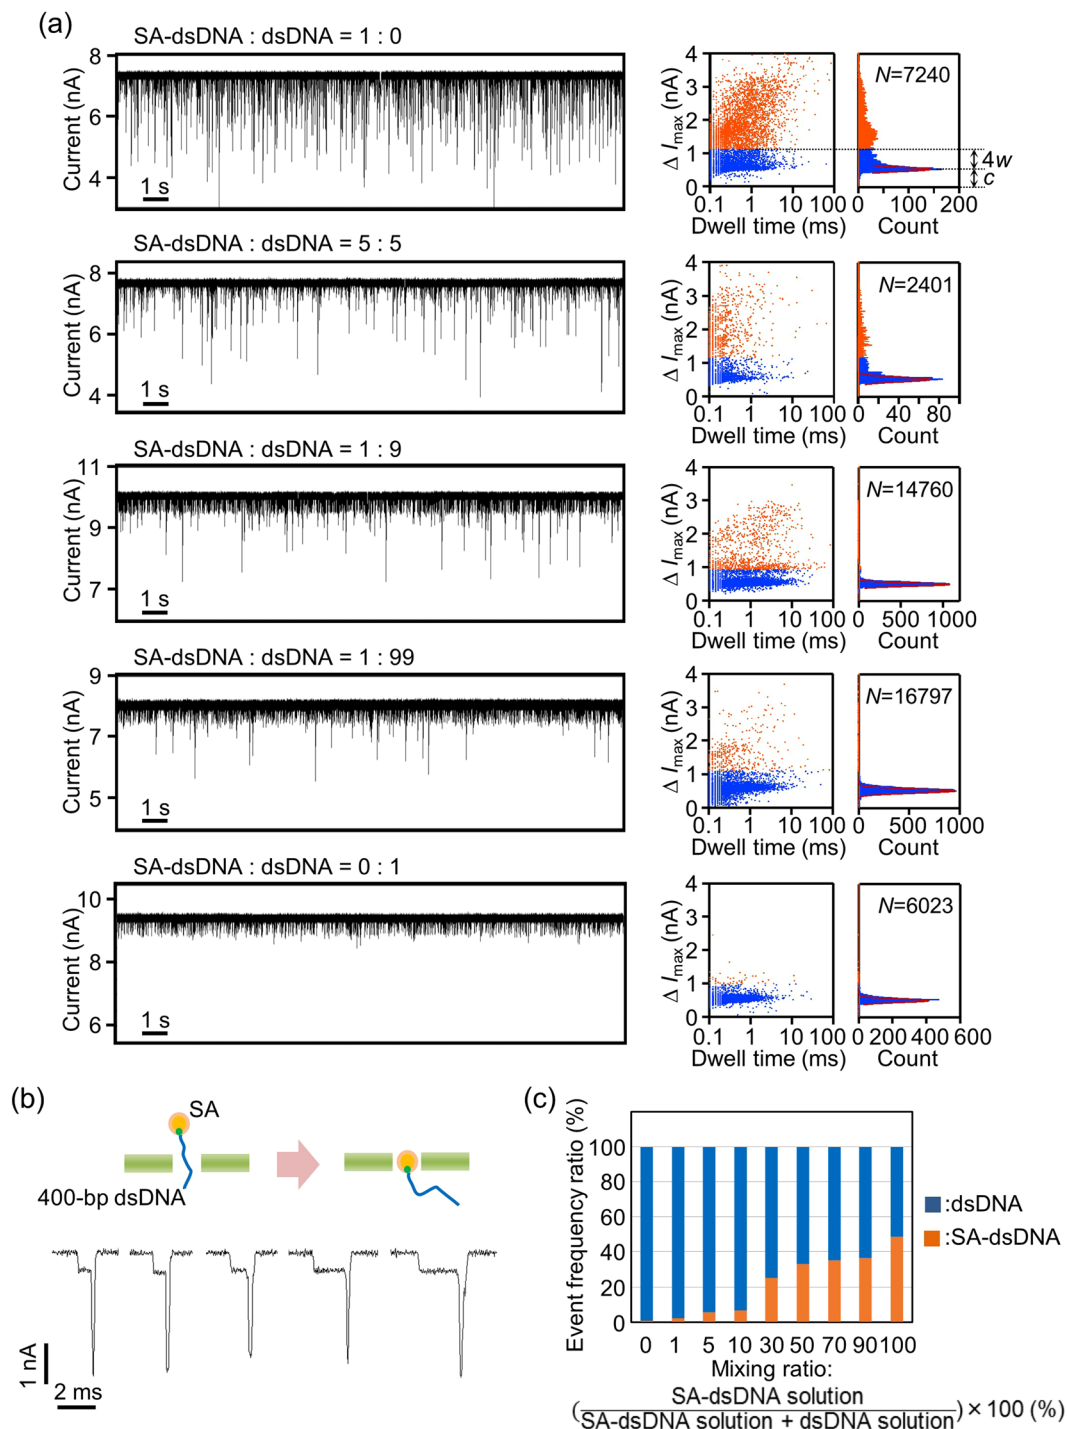 (a)
SA-dsDNA : dsDNA = 1 : 0
Current (nA)
8
6
4
1 s
Δ Imax (nA)
4
3
2
1
0
0.1 1 10 100
Dwell time (ms)
N=7240
4w
c
0 100 200
Count
SA-dsDNA : dsDNA = 5 : 5
Current (nA)
8
6
4
1 s
Δ Imax (nA)
4
3
2
1
0
0.1 1 10 100
Dwell time (ms)
N=2401
0 40 80
Count
SA-dsDNA : dsDNA = 1 : 9
Current (nA)
11
9
7
1 s
Δ Imax (nA)
4
3
2
1
0
0.1 1 10 100
Dwell time (ms)
N=14760
0 500 1000
Count
SA-dsDNA : dsDNA = 1 : 99
Current (nA)
9
7
5
1 s
Δ Imax (nA)
4
3
2
1
0
0.1 1 10 100
Dwell time (ms)
N=16797
0 500 1000
Count
SA-dsDNA : dsDNA = 0 : 1
Current (nA)
10
8
6
1 s
Δ Imax (nA)
4
3
2
1
0
0.1 1 10 100
Dwell time (ms)
N=6023
0 200 400 600
Count
(b)
SA
400-bp dsDNA
1 nA
2 ms
(c)
Event frequency ratio (%)
100
80
60
40
20
0
0 1 5 10 30 50 70 90 100
:dsDNA
:SA-dsDNA
Mixing ratio:
SA-dsDNA solution
( SA-dsDNA solution + dsDNA solution ) × 100 (%)